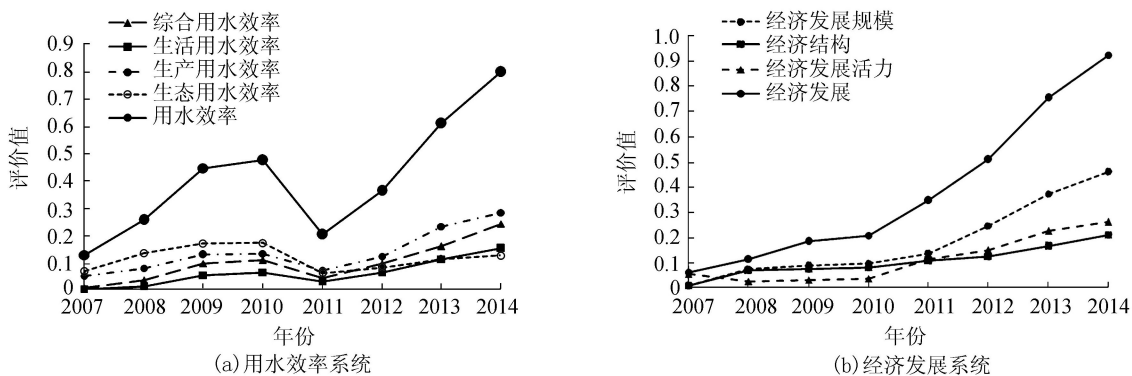 综合用水效率
生活用水效率
生产用水效率
生态用水效率
用水效率
0.9
0.8
0.7
0.6
0.5
0.4
0.3
0.2
0.1
0
评价值
2007 2008 2009 2010 2011 2012 2013 2014
年份
(a)用水效率系统
经济发展规模
经济结构
经济发展活力
经济发展
1.0
0.9
0.8
0.7
0.6
0.5
0.4
0.3
0.2
0.1
0
评价值
2007 2008 2009 2010 2011 2012 2013 2014
年份
(b)经济发展系统